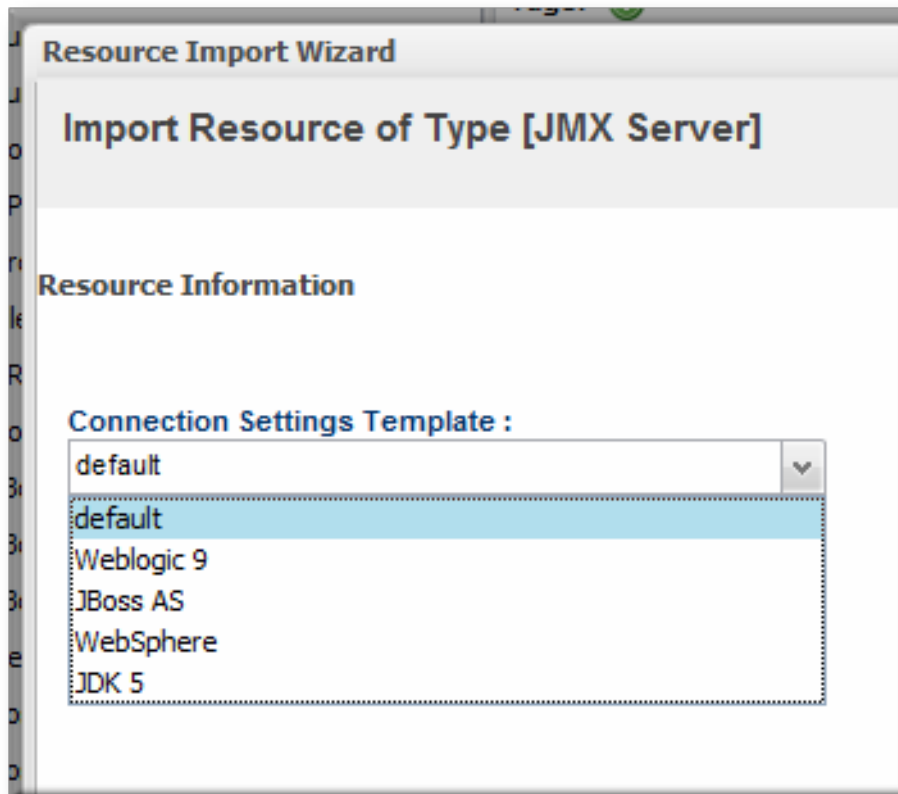 Resource Import Wizard
Import Resource of Type [JMX Server]
Resource Information
Connection Settings Template :
default
default
Weblogic 9
JBoss AS
WebSphere
JDK 5